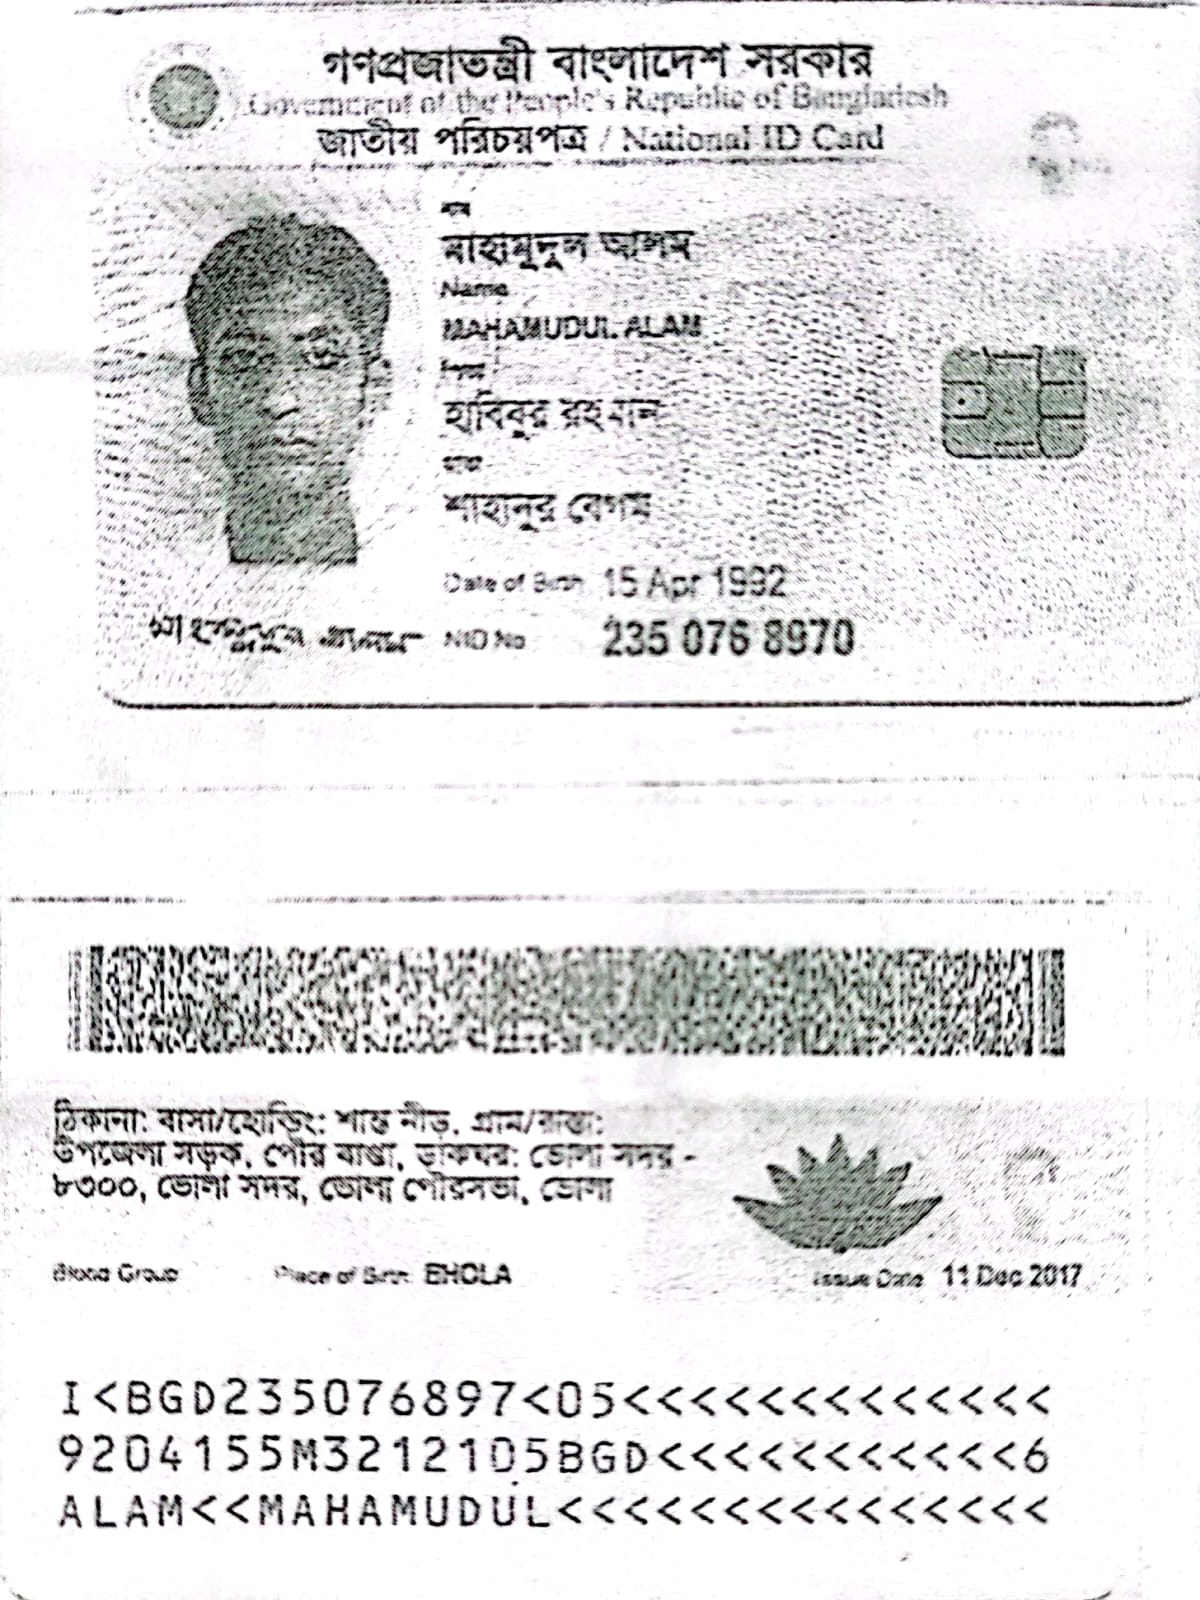 গণপ্রজাতন্ত্রী বাংলাদেশ সরকার
Government of the People's Republic of Bangladesh
জাতীয় পরিচয়পত্র / National ID Card
নাম
মাহামুদুল আলম
Name
MAHAMUDUL ALAM
পিতা
হাবিবুর রহমান
মাতা
শাহানুর বেগম
Date of Birth 15 Apr 1992
মাহামুদুল আলম NID No 235 076 8970
ঠিকানা: বাসা/হোল্ডিং: শান্ত নীড়, গ্রাম/রাস্তা:
উপজেলা সড়ক, পৌর বাপ্তা, ডাকঘর: ভোলা সদর -
৮৩০০, ভোলা সদর, ভোলা পৌরসভা, ভোলা
Blood Group Place of Birth BHOLA Issue Date 11 Dec 2017
I<BGD235076897<05<<<<<<<<<<<<<
9204155M3212105BGD<<<<<<<<<<<6
ALAM<<MAHAMUDUL<<<<<<<<<<<<<<<